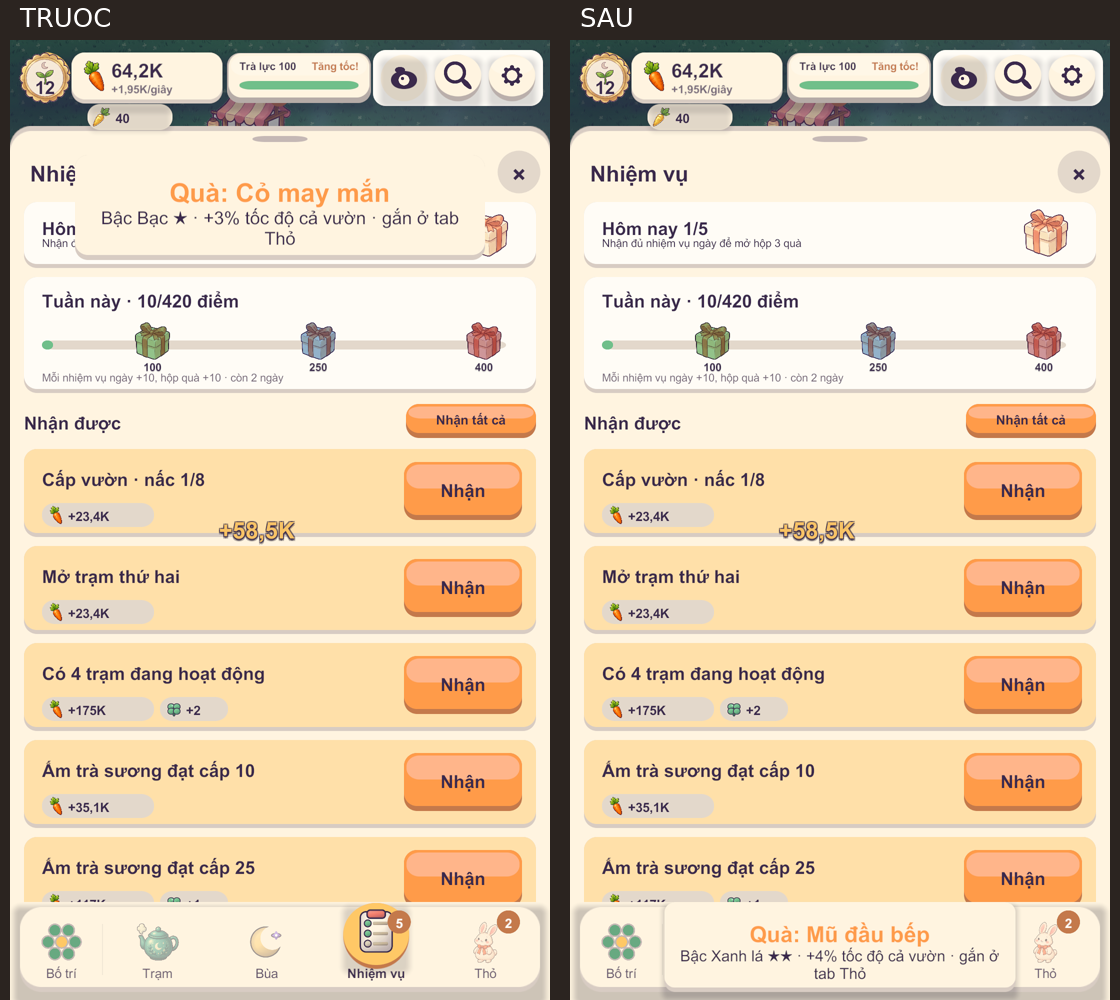 TRUOC
12
64,2K
+1,95K/giây
Trà lực 100
Tăng tốc!
40
Nhiệ
Quà: Cỏ may mắn
Bậc Bạc ★ · +3% tốc độ cả vườn · gắn ở tab
Thỏ
Hôm
Nhận đ
Tuần này · 10/420 điểm
100
250
400
Mỗi nhiệm vụ ngày +10, hộp quà +10 · còn 2 ngày
Nhận được
Nhận tất cả
Cấp vườn · nấc 1/8
Nhận
+23,4K
+58,5K
Mở trạm thứ hai
Nhận
+23,4K
Có 4 trạm đang hoạt động
Nhận
+175K
+2
Ấm trà sương đạt cấp 10
Nhận
+35,1K
Ấm trà sương đạt cấp 25
Nhận
5
2
Bố trí
Trạm
Bùa
Nhiệm vụ
Thỏ
SAU
12
64,2K
+1,95K/giây
Trà lực 100
Tăng tốc!
40
Nhiệm vụ
Hôm nay 1/5
Nhận đủ nhiệm vụ ngày để mở hộp 3 quà
Tuần này · 10/420 điểm
100
250
400
Mỗi nhiệm vụ ngày +10, hộp quà +10 · còn 2 ngày
Nhận được
Nhận tất cả
Cấp vườn · nấc 1/8
Nhận
+23,4K
+58,5K
Mở trạm thứ hai
Nhận
+23,4K
Có 4 trạm đang hoạt động
Nhận
+175K
+2
Ấm trà sương đạt cấp 10
Nhận
+35,1K
Ấm trà sương đạt cấp 25
Nhận
Quà: Mũ đầu bếp
Bậc Xanh lá ★★ · +4% tốc độ cả vườn · gắn ở
tab Thỏ
2
Bố trí
Thỏ